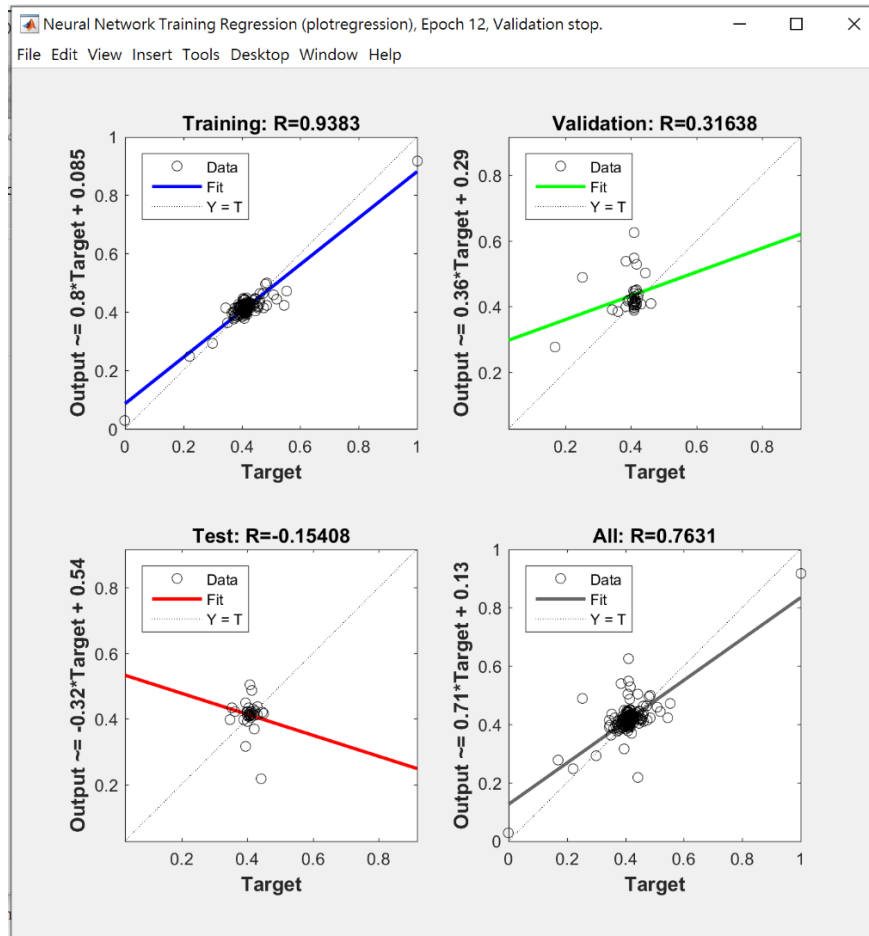 Neural Network Training Regression (plotregression), Epoch 12, Validation stop.
File Edit View Insert Tools Desktop Window Help
Training: R=0.9383
Output ~= 0.8*Target + 0.085
Data
Fit
Y = T
1
0.8
0.6
0.4
0.2
0
0 0.2 0.4 0.6 0.8 1
Target
Validation: R=0.31638
Output ~= 0.36*Target + 0.29
Data
Fit
Y = T
0.8
0.6
0.4
0.2
0.2 0.4 0.6 0.8
Target
Test: R=-0.15408
Output ~= -0.32*Target + 0.54
Data
Fit
Y = T
0.8
0.6
0.4
0.2
0.2 0.4 0.6 0.8
Target
All: R=0.7631
Output ~= 0.71*Target + 0.13
Data
Fit
Y = T
1
0.8
0.6
0.4
0.2
0
0 0.2 0.4 0.6 0.8 1
Target